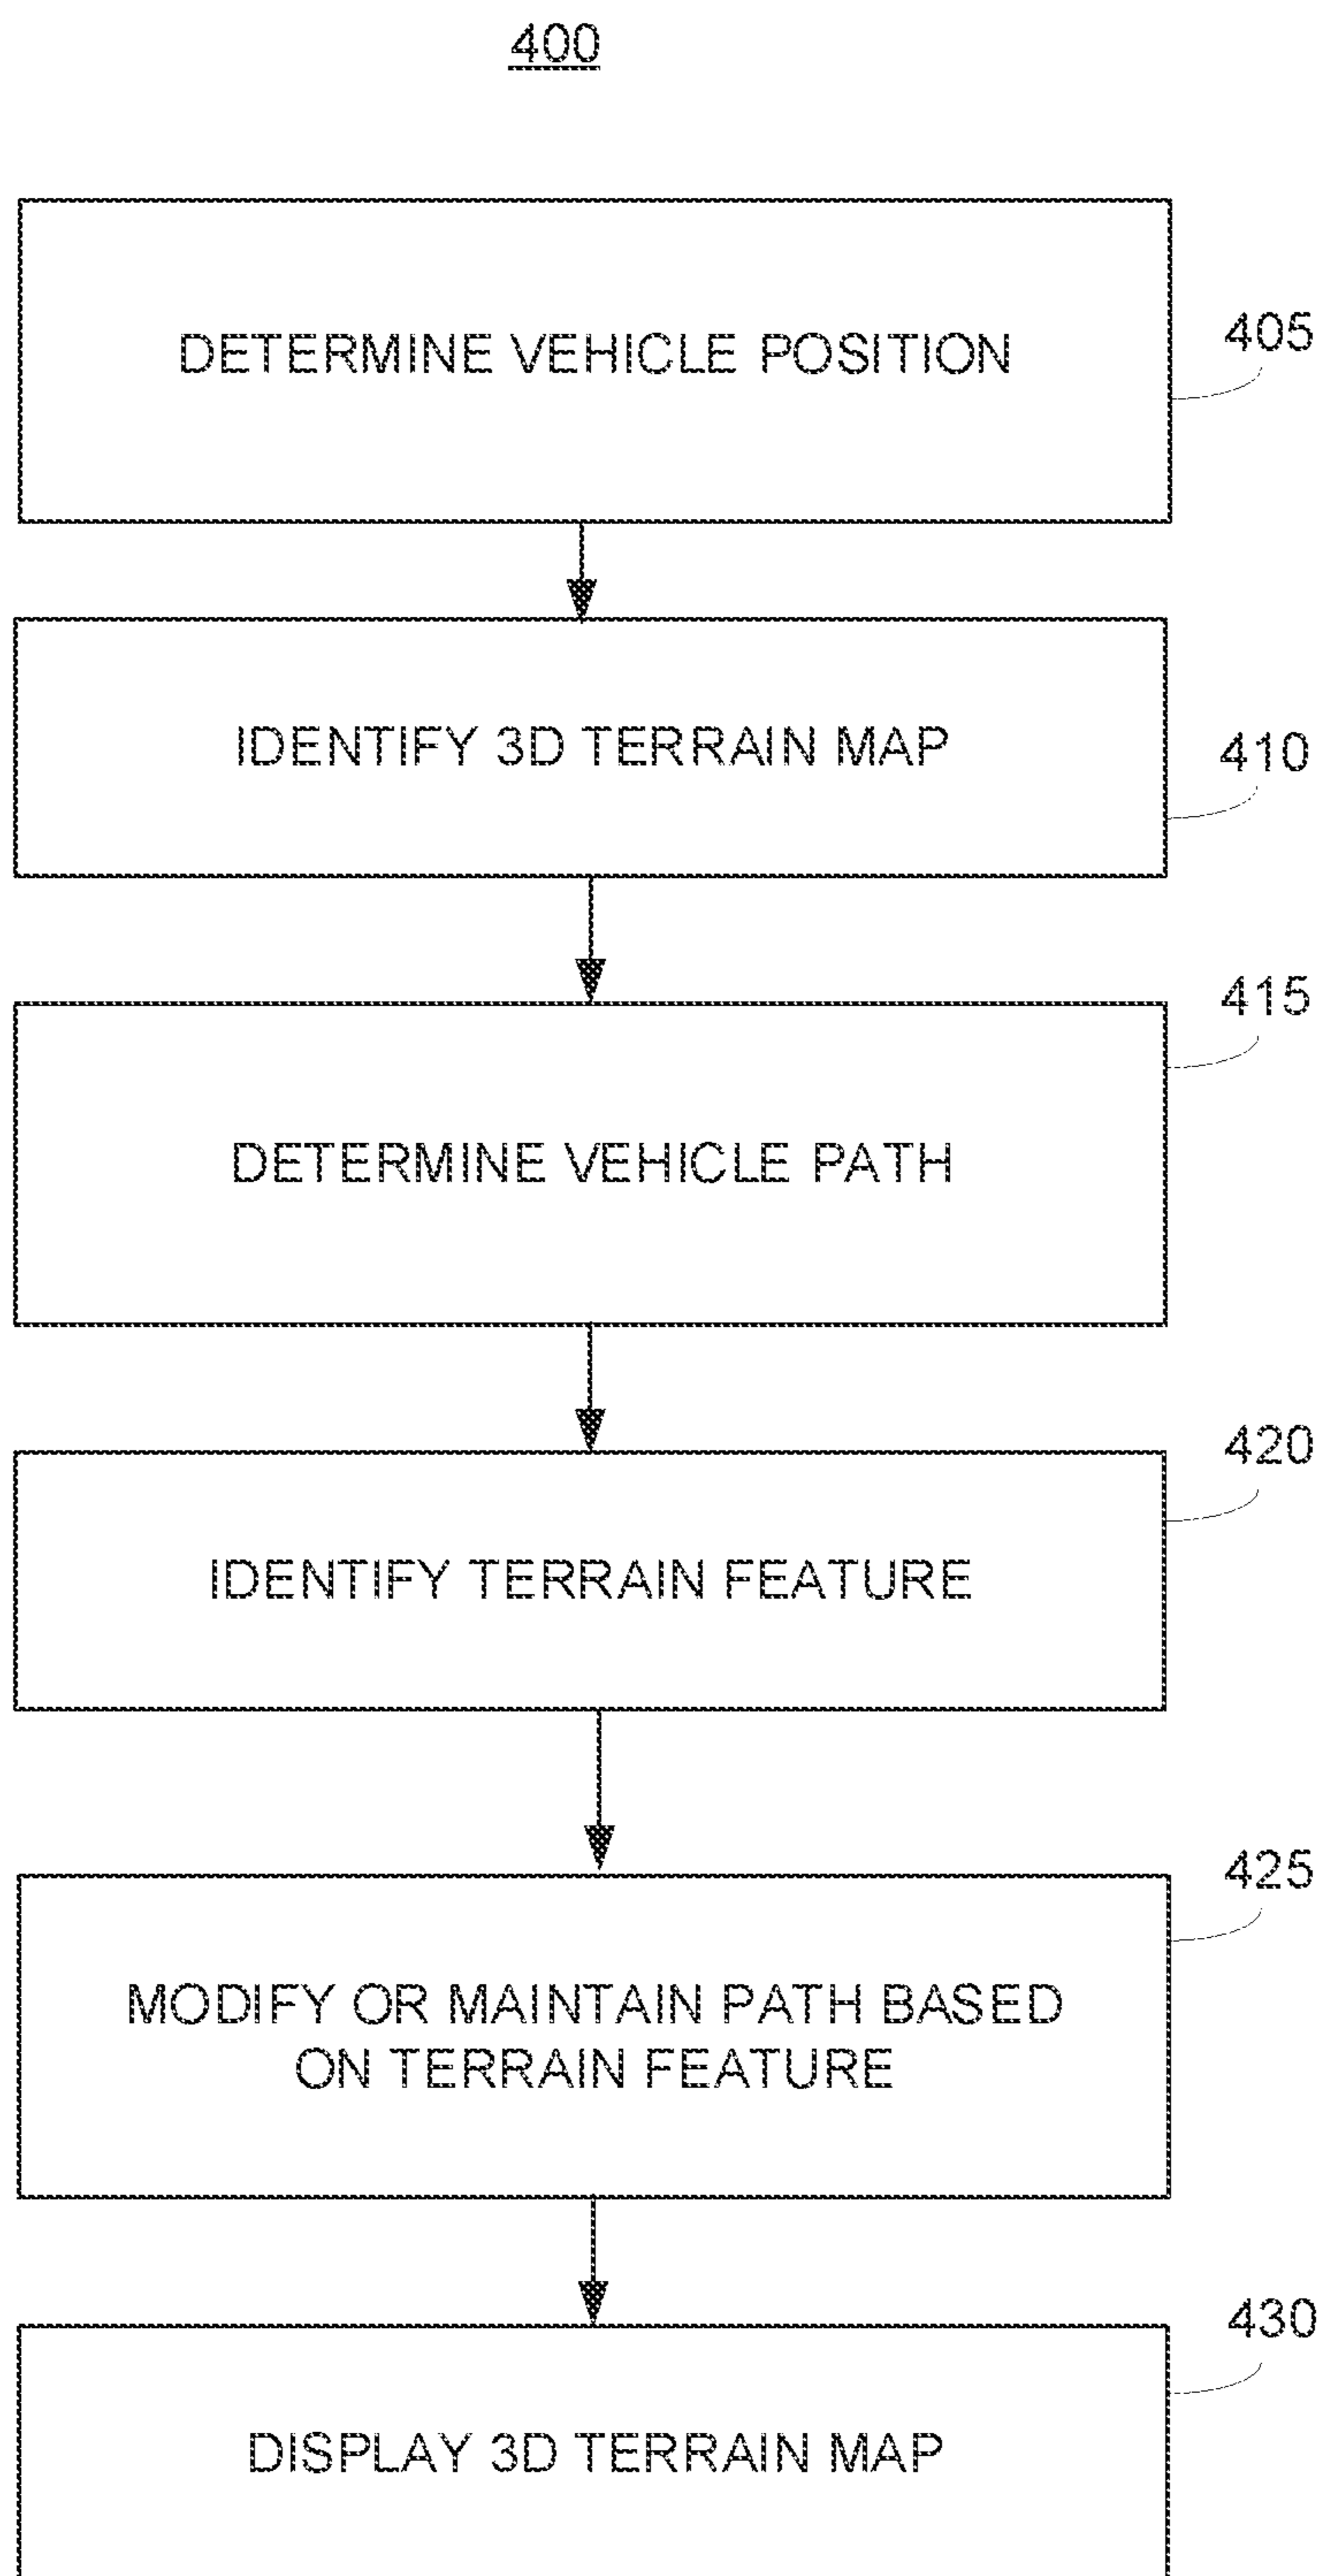 400
DETERMINE VEHICLE POSITION
405
IDENTIFY 3D TERRAIN MAP
410
415
DETERMINE VEHICLE PATH
420
IDENTIFY TERRAIN FEATURE
425
MODIFY OR MAINTAIN PATH BASED
ON TERRAIN FEATURE
430
DISPLAY 3D TERRAIN MAP